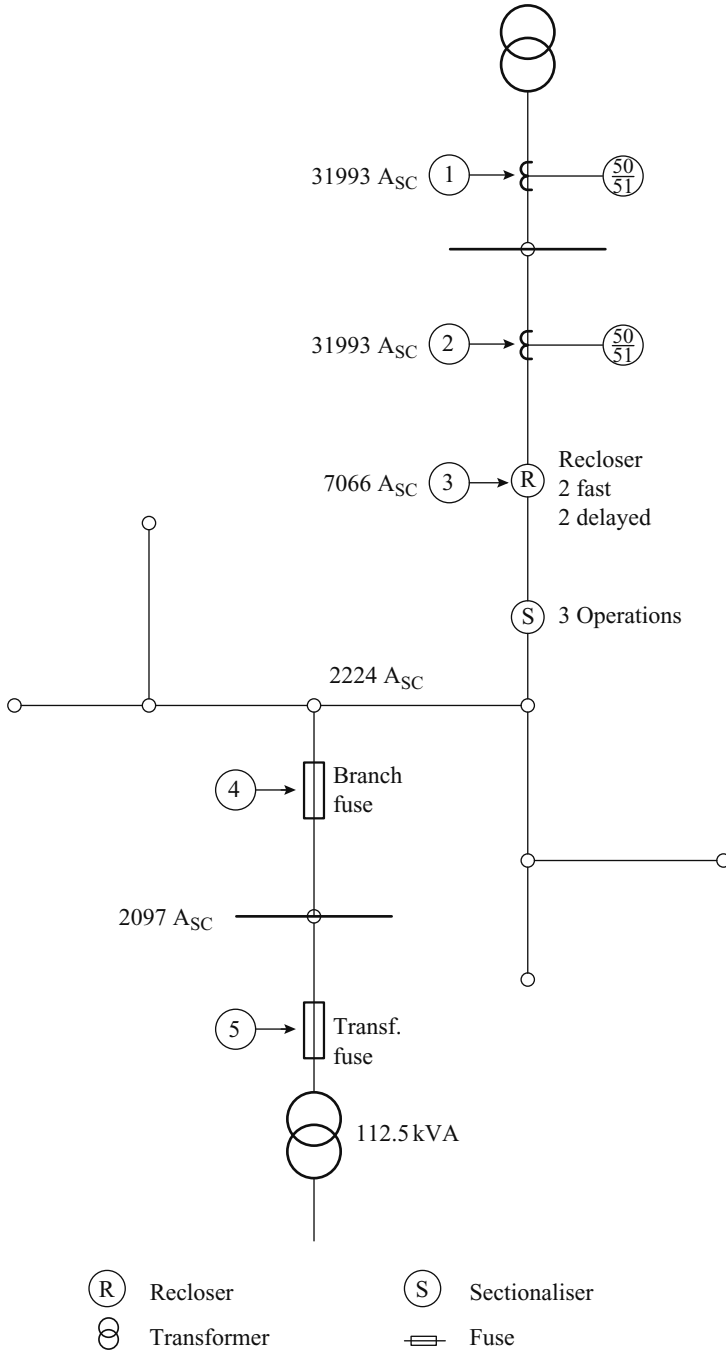 31993 A_SC 1 50/51
31993 A_SC 2 50/51
7066 A_SC 3 R Recloser
2 fast
2 delayed
S 3 Operations
2224 A_SC
4 Branch
fuse
2097 A_SC
5 Transf.
fuse
112.5 kVA
R Recloser S Sectionaliser
Transformer Fuse